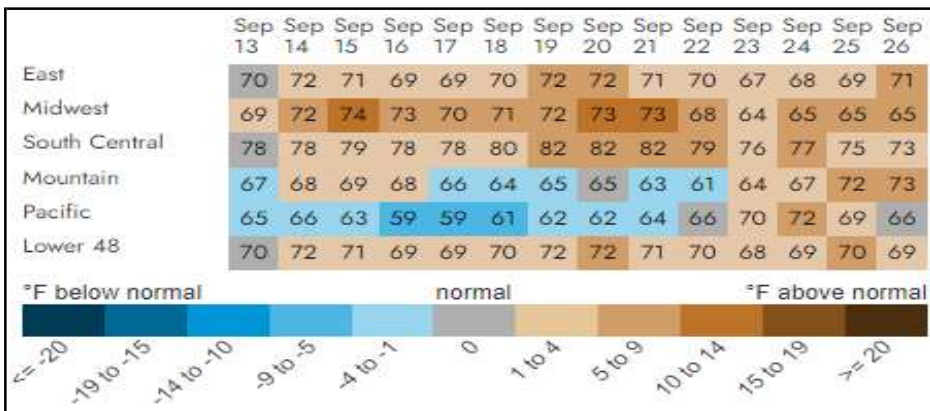 Sep Sep Sep Sep Sep Sep Sep Sep Sep Sep Sep Sep Sep Sep
13 14 15 16 17 18 19 20 21 22 23 24 25 26
East 70 72 71 69 69 70 72 72 71 70 67 68 69 71
Midwest 69 72 74 73 70 71 72 73 73 68 64 65 65 65
South Central 78 78 79 78 78 80 82 82 82 79 76 77 75 73
Mountain 67 68 69 68 66 64 65 65 63 61 64 67 72 73
Pacific 65 66 63 59 59 61 62 62 64 66 70 72 69 66
Lower 48 70 72 71 69 69 70 72 72 71 70 68 69 70 69
°F below normal normal °F above normal
<= -20 -19 to -15 -14 to -10 -9 to -5 -4 to -1 0 1 to 4 5 to 9 10 to 14 15 to 19 >= 20